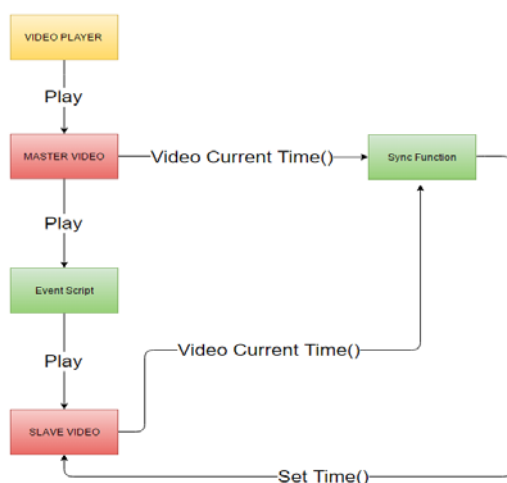 VIDEO PLAYER
Play
MASTER VIDEO
Video Current Time()
Sync Function
Play
Event Script
Play
Video Current Time()
SLAVE VIDEO
Set Time()